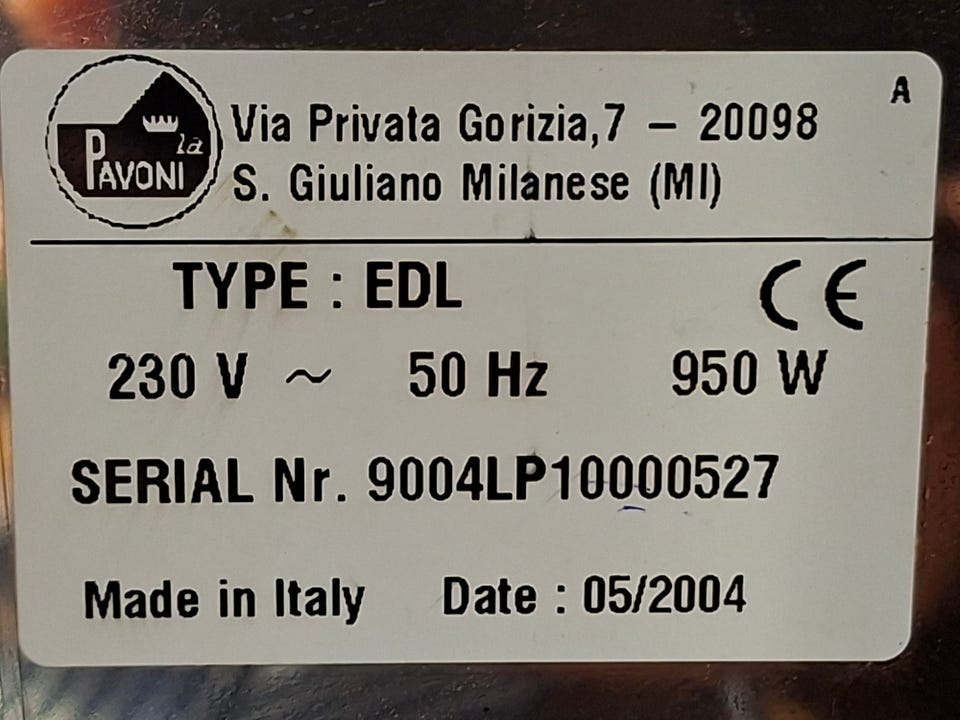 la PAVONI
Via Privata Gorizia,7 – 20098
A
S. Giuliano Milanese (MI)
TYPE : EDL
CE
230 V ~ 50 Hz 950 W
SERIAL Nr. 9004LP10000527
Made in Italy Date : 05/2004